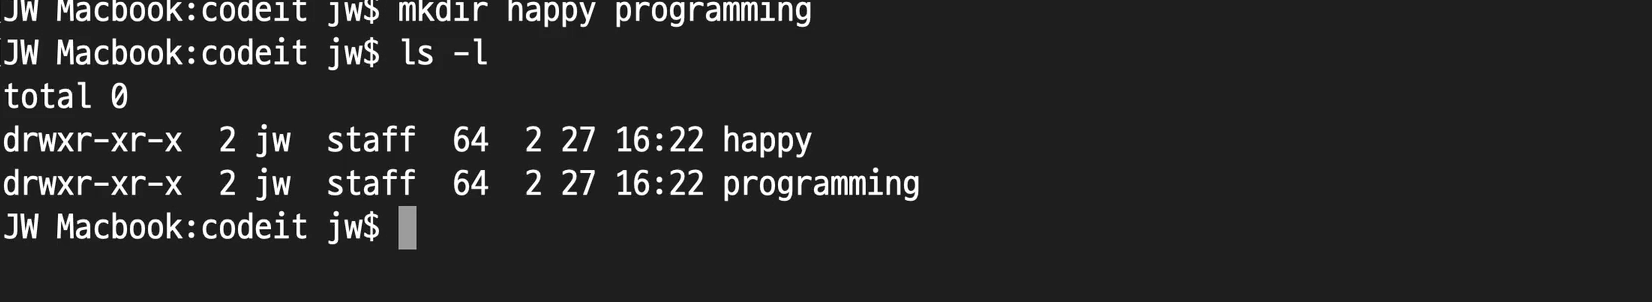 JW Macbook:codeit jw$ mkdir happy programming
JW Macbook:codeit jw$ ls -l
total 0
drwxr-xr-x  2 jw  staff  64  2 27 16:22 happy
drwxr-xr-x  2 jw  staff  64  2 27 16:22 programming
JW Macbook:codeit jw$